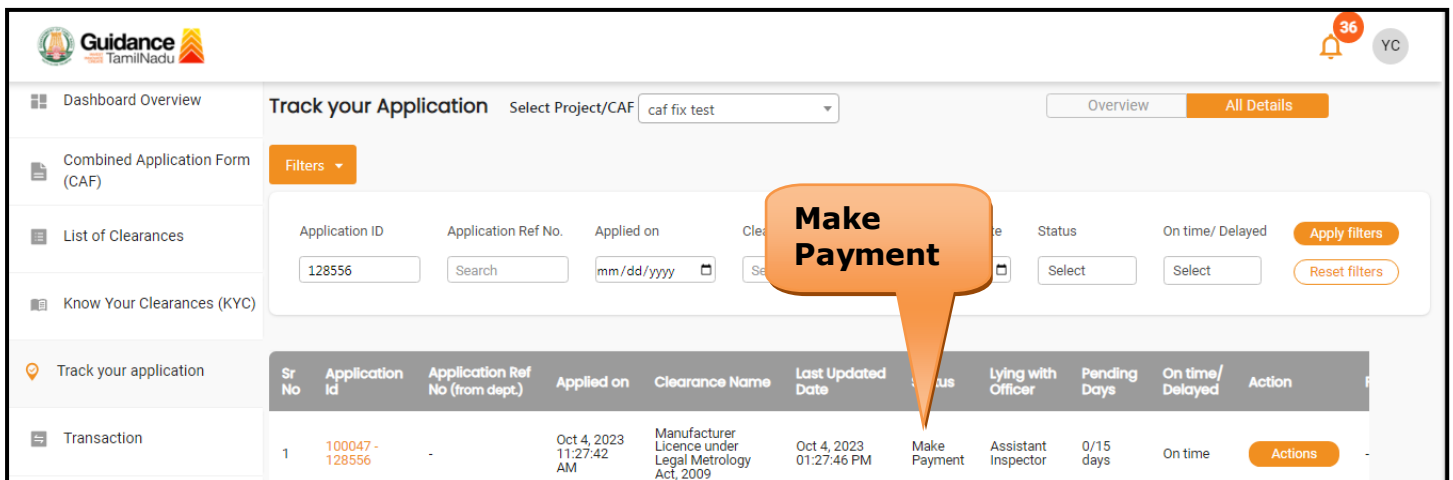 Guidance
TamilNadu
36
YC
Dashboard Overview
Combined Application Form
(CAF)
List of Clearances
Know Your Clearances (KYC)
Track your application
Transaction
Track your Application
Select Project/CAF
caf fix test
Overview
All Details
Filters
Make
Payment
Application ID
Application Ref No.
Applied on
Status
On time/ Delayed
Apply filters
128556
Search
mm/dd/yyyy
Select
Select
Reset filters
Sr
No
Application
Id
Application Ref
No (from dept.)
Applied on
Clearance Name
Last Updated
Date
Lying with
Officer
Pending
Days
On time/
Delayed
Action
1
100047 -
128556
-
Oct 4, 2023
11:27:42
AM
Manufacturer
Licence under
Legal Metrology
Act, 2009
Oct 4, 2023
01:27:46 PM
Make
Payment
Assistant
Inspector
0/15
days
On time
Actions
-